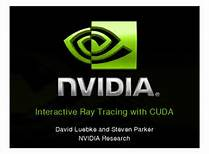 NVIDIA®
Interactive Ray Tracing with CUDA
David Luebke and Steven Parker
NVIDIA Research